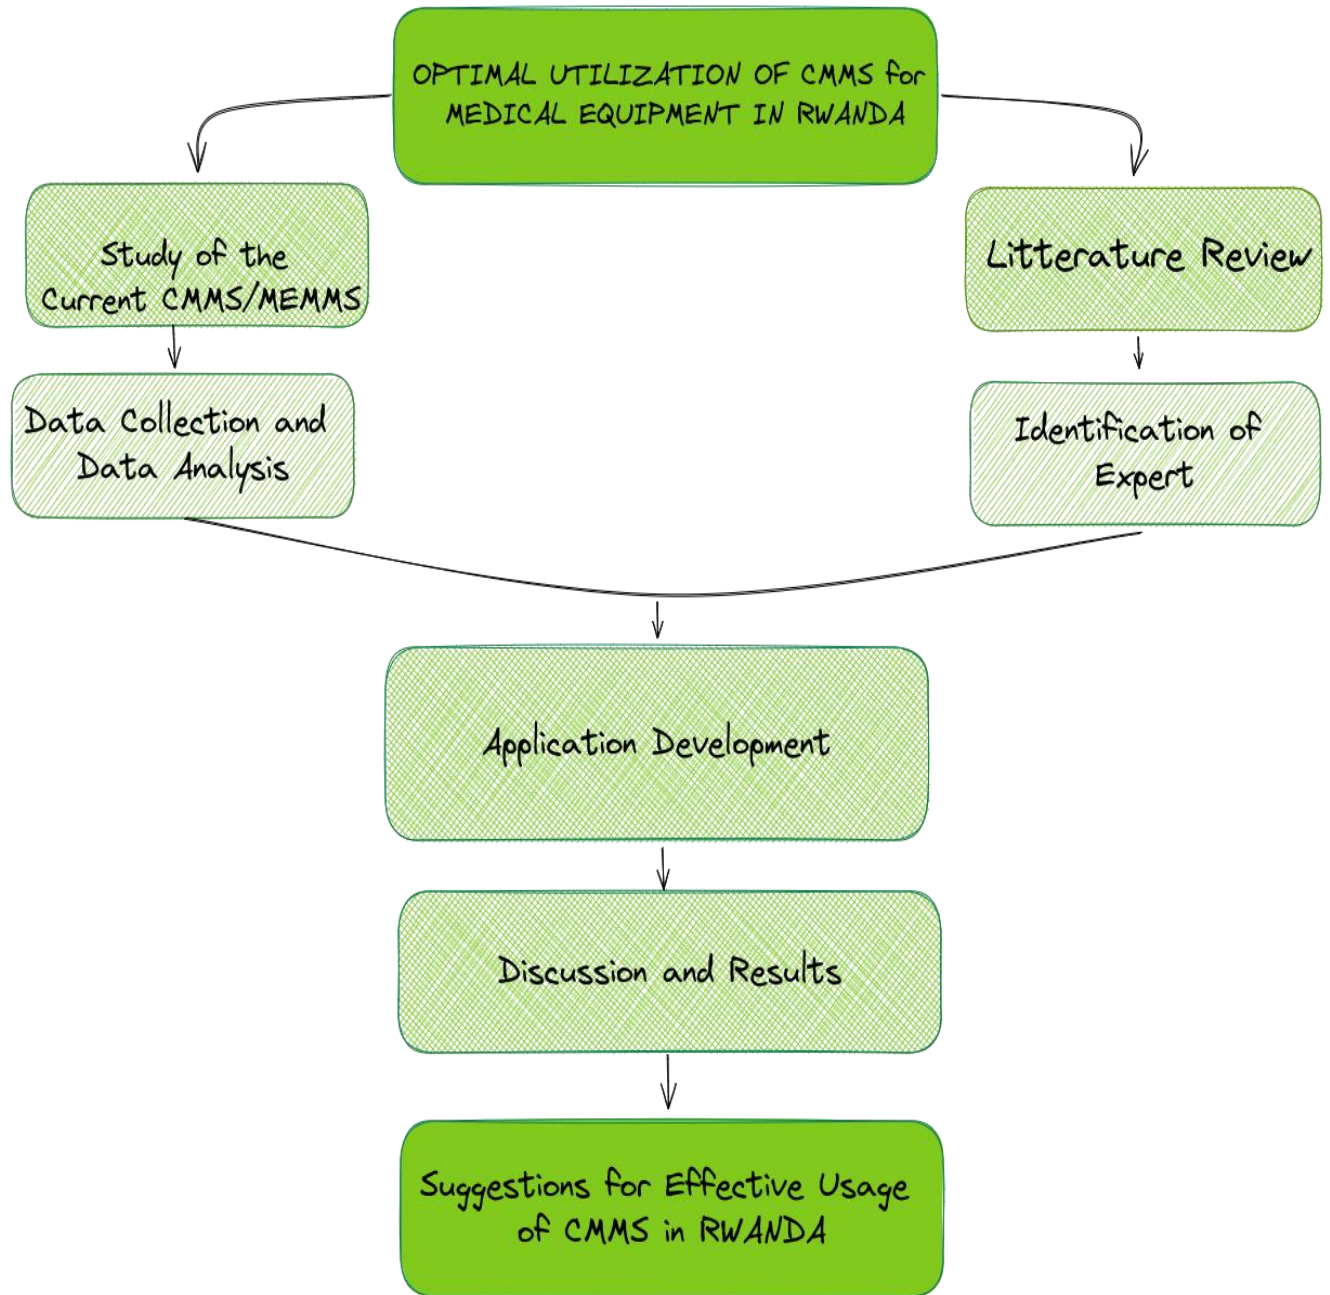 OPTIMAL UTILIZATION OF CMMS for
MEDICAL EQUIPMENT IN RWANDA
Study of the
Current CMMS/MEMMS
Litterature Review
Data Collection and
Data Analysis
Identification of
Expert
Application Development
Discussion and Results
Suggestions for Effective Usage
of CMMS in RWANDA